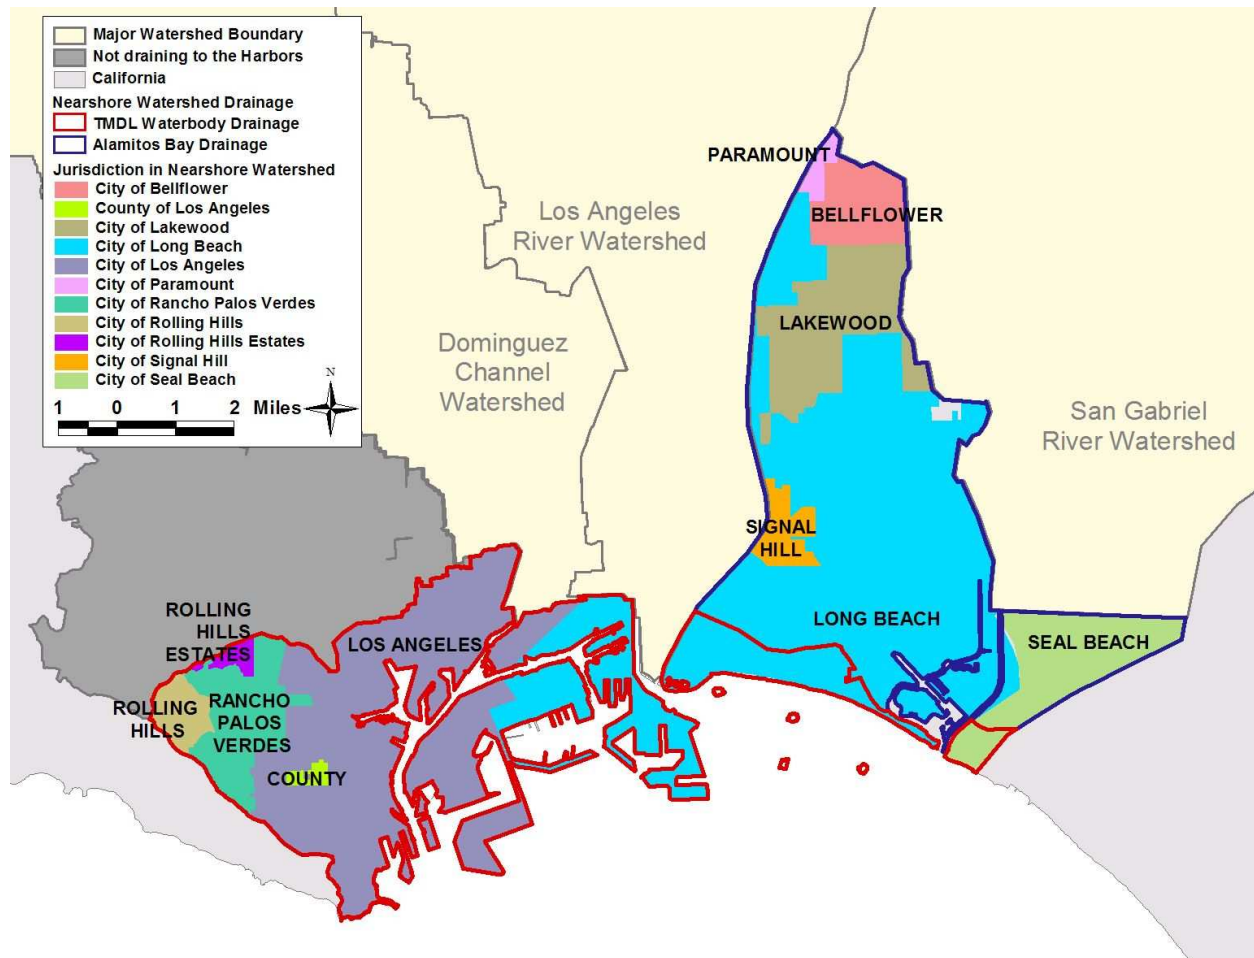 Major Watershed Boundary
Not draining to the Harbors
California
Nearshore Watershed Drainage
TMDL Waterbody Drainage
Alamitos Bay Drainage
Jurisdiction in Nearshore Watershed
City of Bellflower
County of Los Angeles
City of Lakewood
City of Long Beach
City of Los Angeles
City of Paramount
City of Rancho Palos Verdes
City of Rolling Hills
City of Rolling Hills Estates
City of Signal Hill
City of Seal Beach
N
1 0 1 2 Miles
PARAMOUNT
BELLFLOWER
Los Angeles
River Watershed
LAKEWOOD
Dominguez
Channel
Watershed
San Gabriel
River Watershed
SIGNAL
HILL
ROLLING
HILLS
ESTATES
LOS ANGELES
LONG BEACH
SEAL BEACH
ROLLING
HILLS
RANCHO
PALOS
VERDES
COUNTY